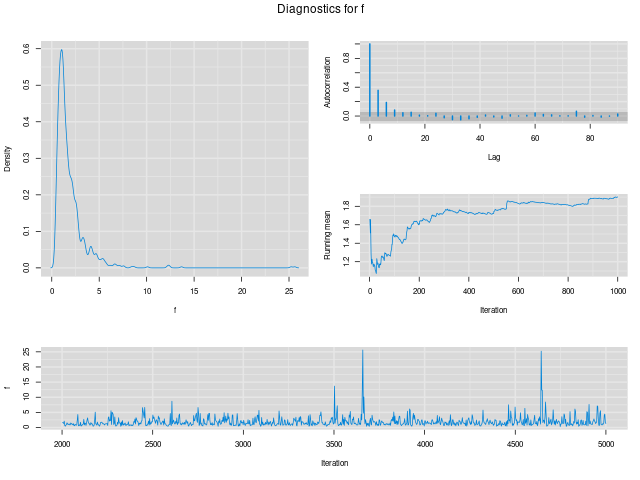 Diagnostics for f
Density
0.0 0.1 0.2 0.3 0.4 0.5 0.6
0 5 10 15 20 25
f
Autocorrelation
0.0 0.4 0.8
0 20 40 60 80
Lag
Running mean
1.2 1.4 1.6 1.8
0 200 400 600 800 1000
Iteration
f
0 5 10 15 20 25
2000 2500 3000 3500 4000 4500 5000
Iteration